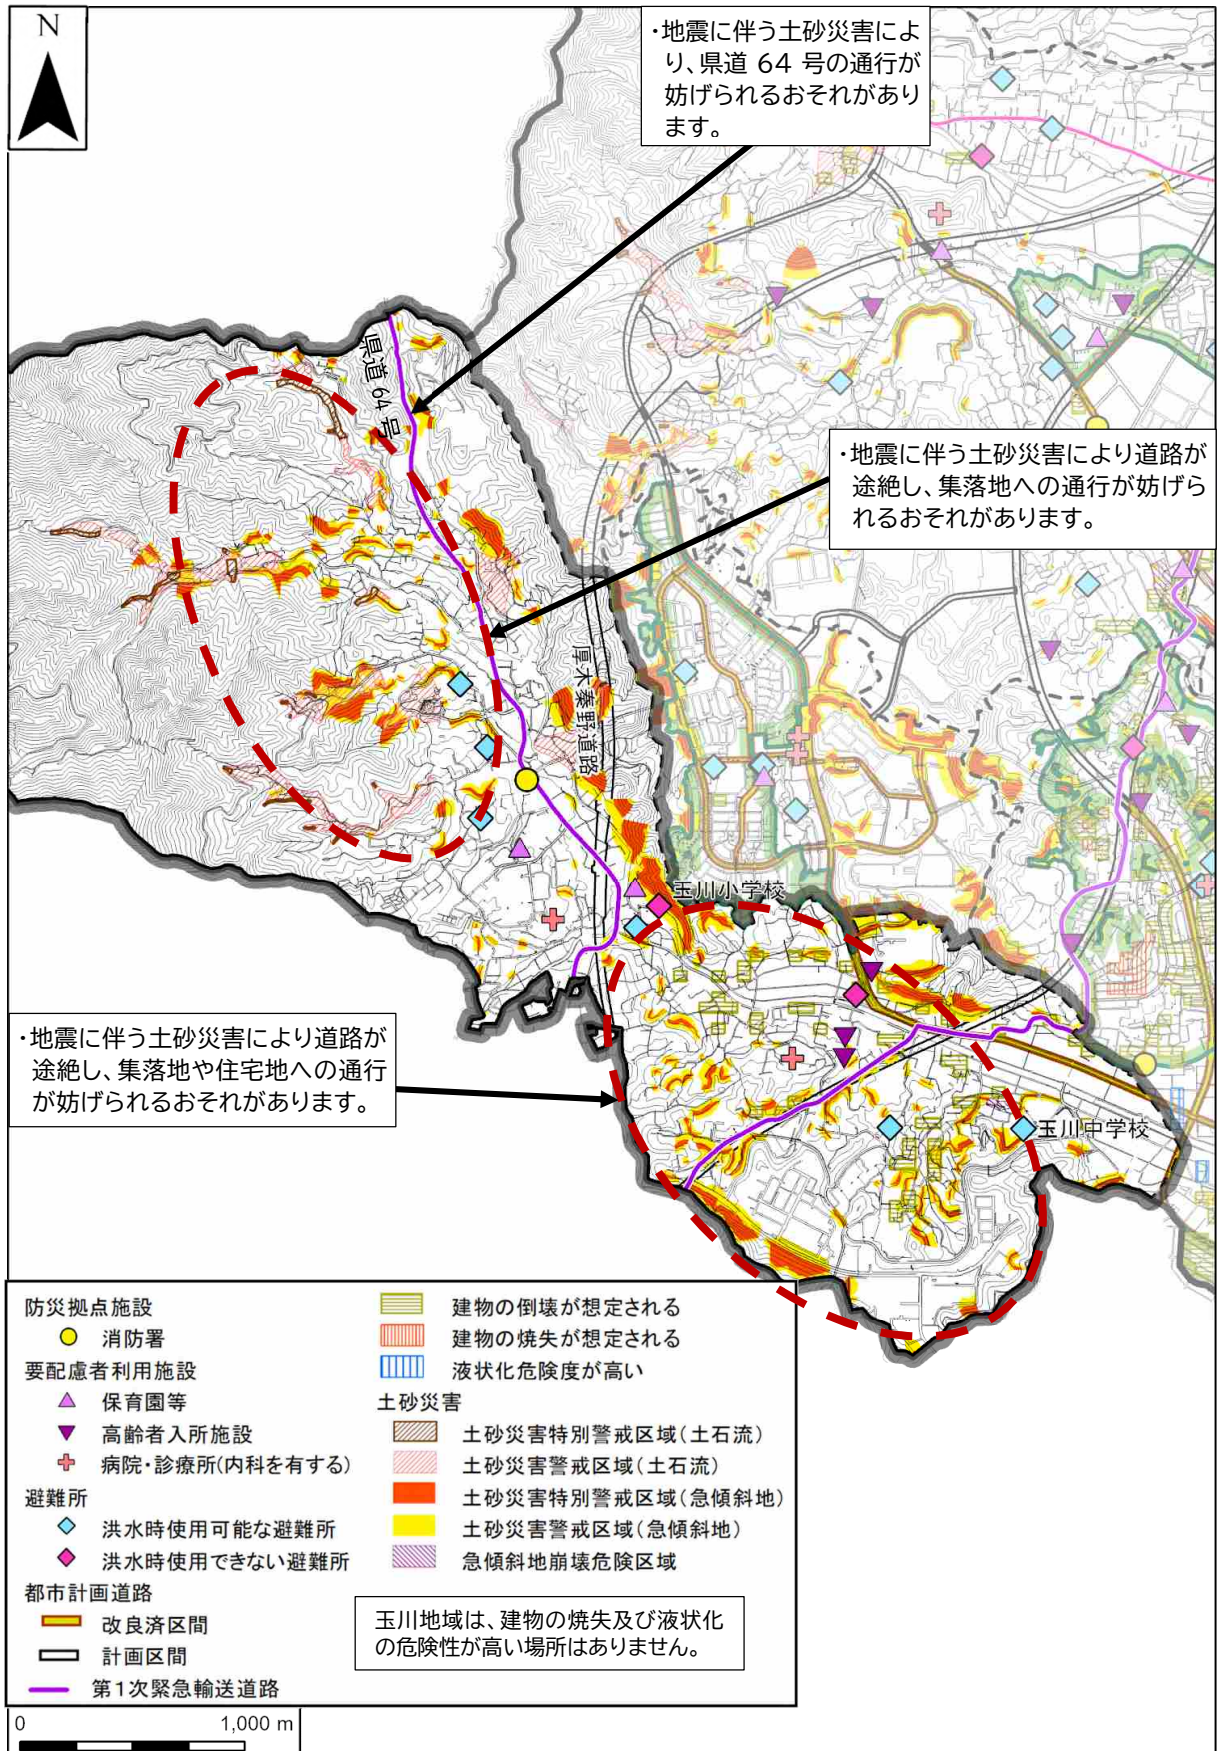 N
・地震に伴う土砂災害によ
り、県道 64 号の通行が
妨げられるおそれがあり
ます。
県道 64 号
・地震に伴う土砂災害により道路が
途絶し、集落地への通行が妨げら
れるおそれがあります。
厚木秦野道路
玉川小学校
・地震に伴う土砂災害により道路が
途絶し、集落地や住宅地への通行
が妨げられるおそれがあります。
玉川中学校
防災拠点施設
消防署
要配慮者利用施設
保育園等
高齢者入所施設
病院・診療所(内科を有する)
避難所
洪水時使用可能な避難所
洪水時使用できない避難所
都市計画道路
改良済区間
計画区間
第1次緊急輸送道路
建物の倒壊が想定される
建物の焼失が想定される
液状化危険度が高い
土砂災害
土砂災害特別警戒区域(土石流)
土砂災害警戒区域(土石流)
土砂災害特別警戒区域(急傾斜地)
土砂災害警戒区域(急傾斜地)
急傾斜地崩壊危険区域
玉川地域は、建物の焼失及び液状化
の危険性が高い場所はありません。
0 1,000 m